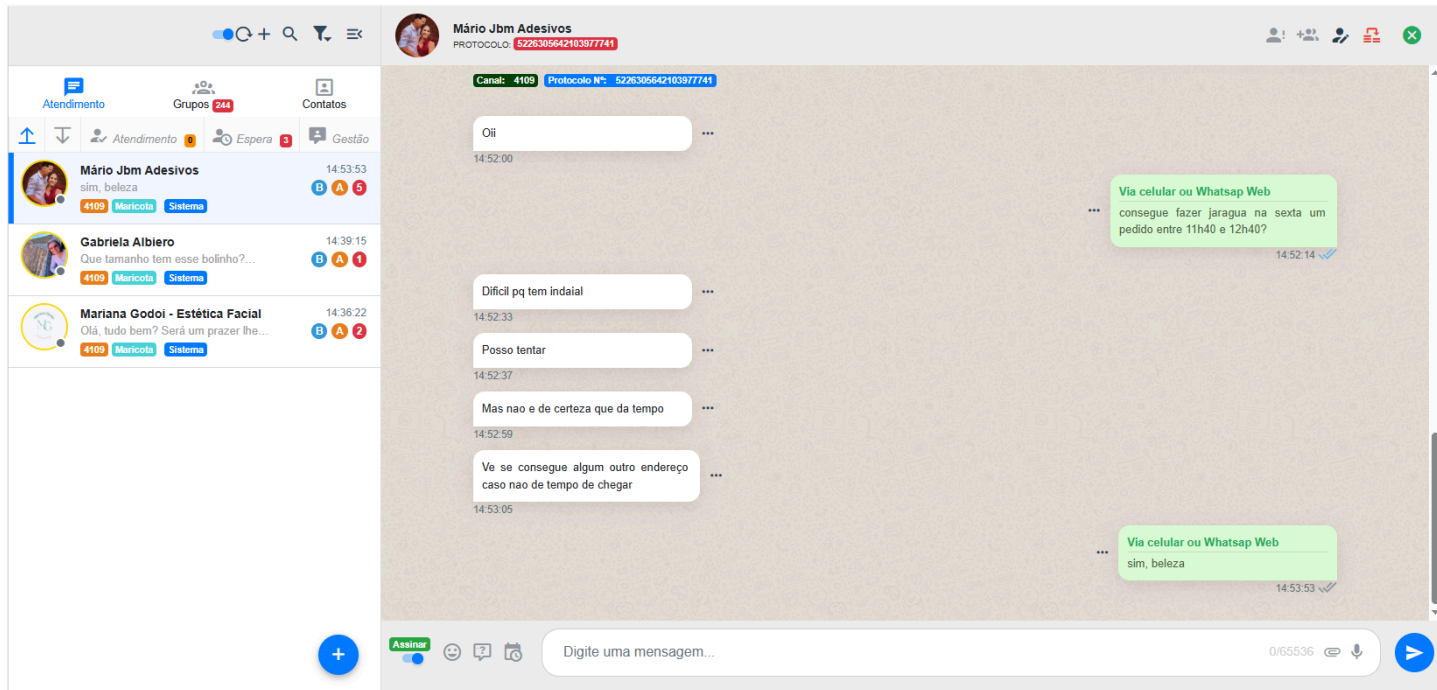 Mário Jbm Adesivos
PROTOCOLO: 5226305642103977741
Atendimento
Grupos 244
Contatos
Atendimento 0
Espera 3
Gestão
Mário Jbm Adesivos 14:53:53
sim, beleza B A 5
4109 Maricota Sistema
Gabriela Albiero 14:39:15
Que tamanho tem esse bolinho?... B A 1
4109 Maricota Sistema
Mariana Godoi - Estética Facial 14:36:22
Olá, tudo bem? Será um prazer lhe... B A 2
4109 Maricota Sistema
+
Canal: 4109 Protocolo Nº: 5226305642103977741
Oii
14:52:00
Via celular ou Whatsap Web
consegue fazer jaragua na sexta um
pedido entre 11h40 e 12h40?
14:52:14
Dificil pq tem indaial
14:52:33
Posso tentar
14:52:37
Mas nao e de certeza que da tempo
14:52:59
Ve se consegue algum outro endereço
caso nao de tempo de chegar
14:53:05
Via celular ou Whatsap Web
sim, beleza
14:53:53
Assinar
Digite uma mensagem... 0/65536